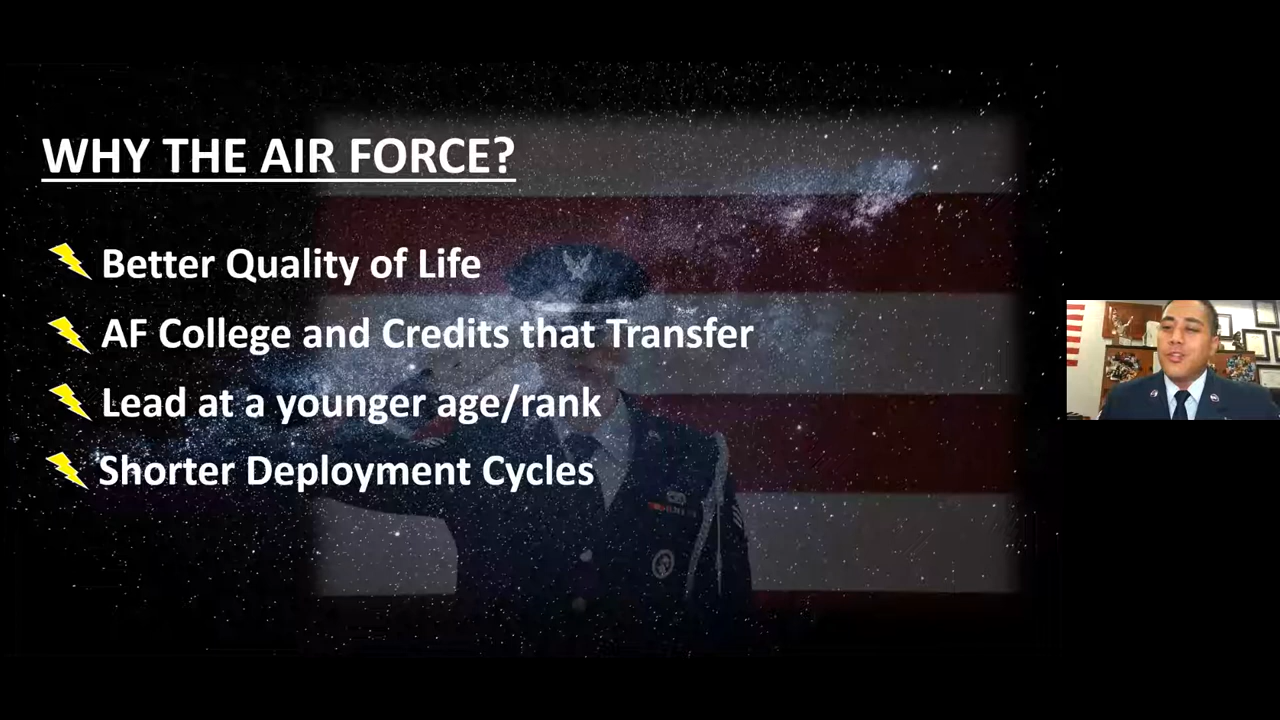 WHY THE AIR FORCE?
Better Quality of Life
AF College and Credits that Transfer
Lead at a younger age/rank
Shorter Deployment Cycles